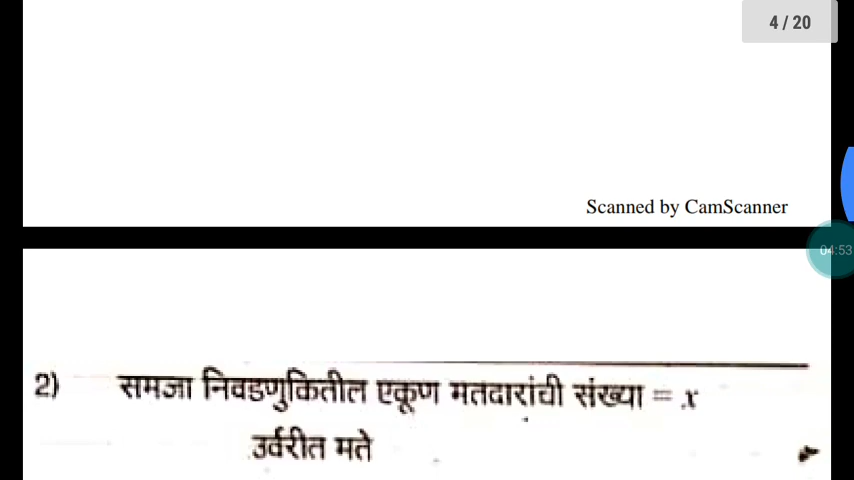 4 / 20
Scanned by CamScanner
04:53
2) समजा निवडणुकितील एकूण मतदारांची संख्या = x
उर्वरीत मते